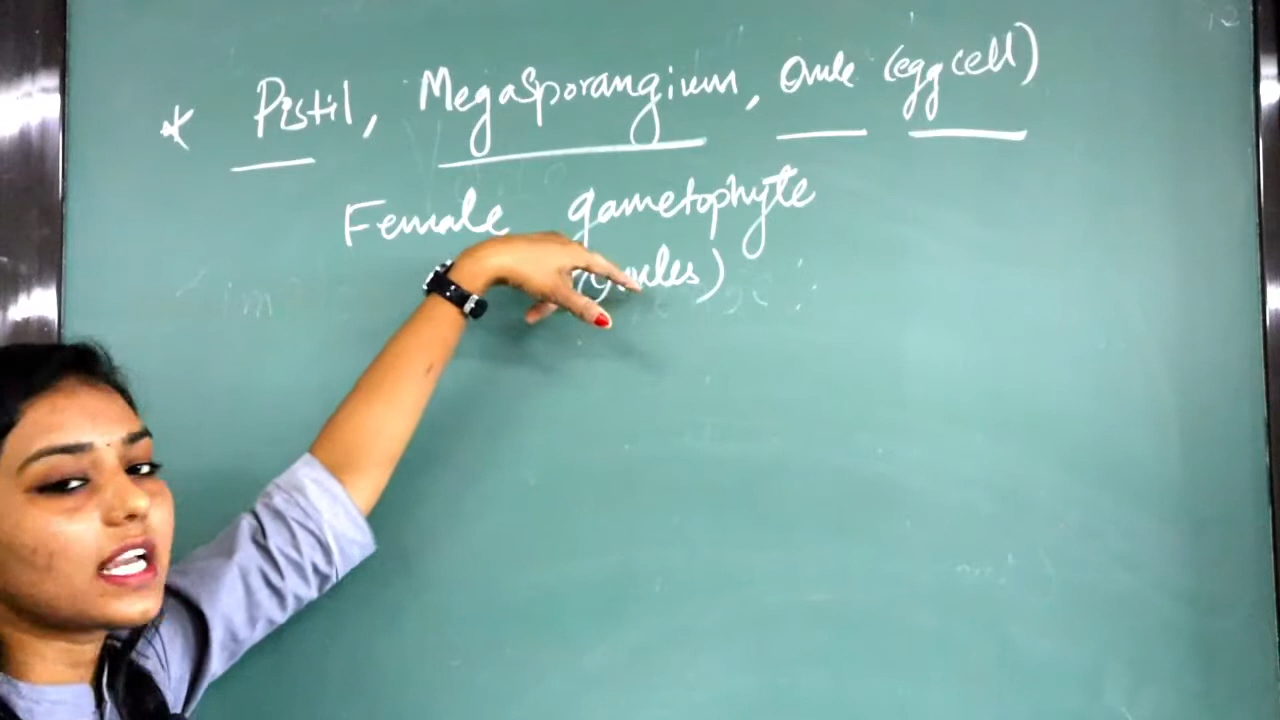 * Pistil, Megasporangium, Ovule (egg cell)
Female gametophyte